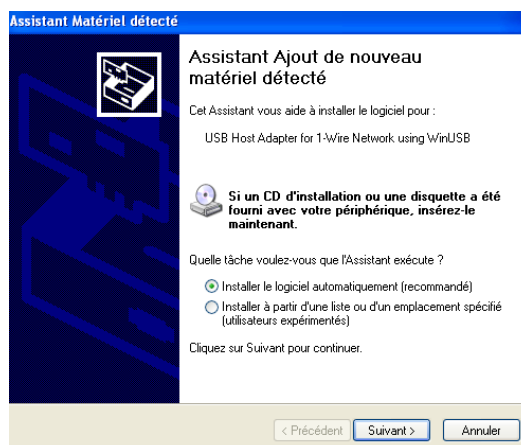 Assistant Matériel détecté
Assistant Ajout de nouveau
matériel détecté
Cet Assistant vous aide à installer le logiciel pour :
USB Host Adapter for 1-Wire Network using WinUSB
Si un CD d'installation ou une disquette a été
fourni avec votre périphérique, insérez-le
maintenant.
Quelle tâche voulez-vous que l'Assistant exécute ?
Installer le logiciel automatiquement (recommandé)
Installer à partir d'une liste ou d'un emplacement spécifié
(utilisateurs expérimentés)
Cliquez sur Suivant pour continuer.
< Précédent Suivant > Annuler